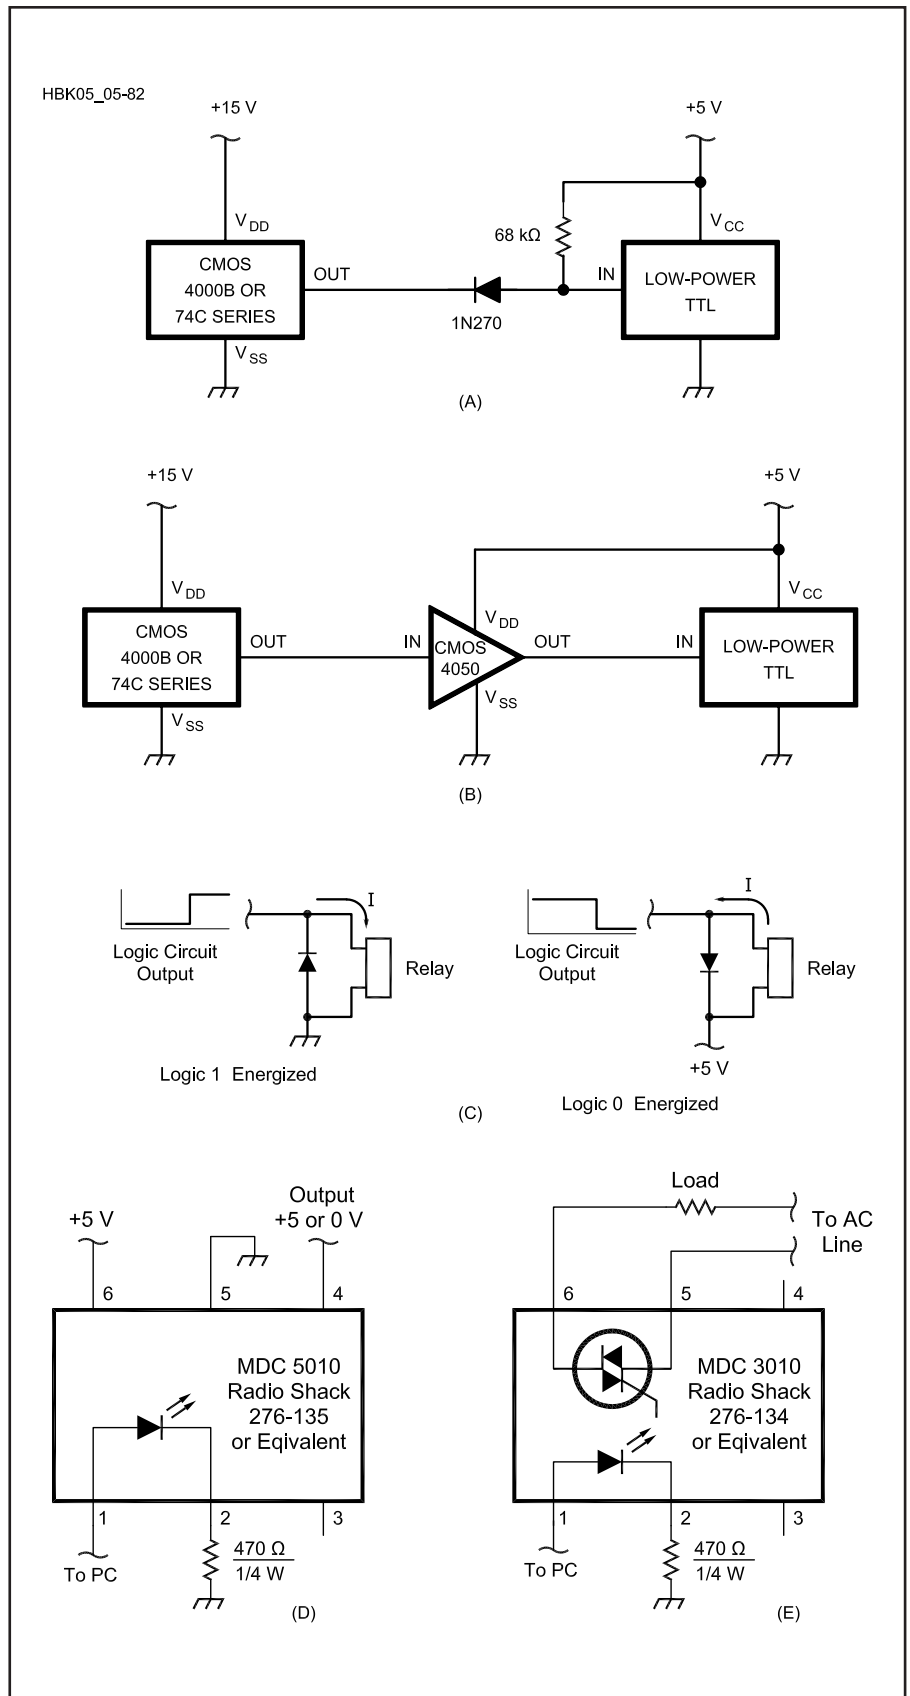 HBK05_05-82
+15 V
+5 V
V DD
V CC
68 kΩ
CMOS
4000B OR
74C SERIES
OUT
IN
LOW-POWER
TTL
1N270
V SS
(A)
+15 V
+5 V
V DD
V CC
CMOS
4000B OR
74C SERIES
OUT
IN
V DD
CMOS
4050
OUT
IN
LOW-POWER
TTL
V SS
V SS
(B)
I
Logic Circuit
Output
Relay
Logic 1 Energized
I
Logic Circuit
Output
Relay
+5 V
Logic 0 Energized
(C)
+5 V
Output
+5 or 0 V
6
5
4
MDC 5010
Radio Shack
276-135
or Eqivalent
1
2
3
To PC
470 Ω
1/4 W
(D)
Load
To AC
Line
6
5
4
MDC 3010
Radio Shack
276-134
or Eqivalent
1
2
3
To PC
470 Ω
1/4 W
(E)